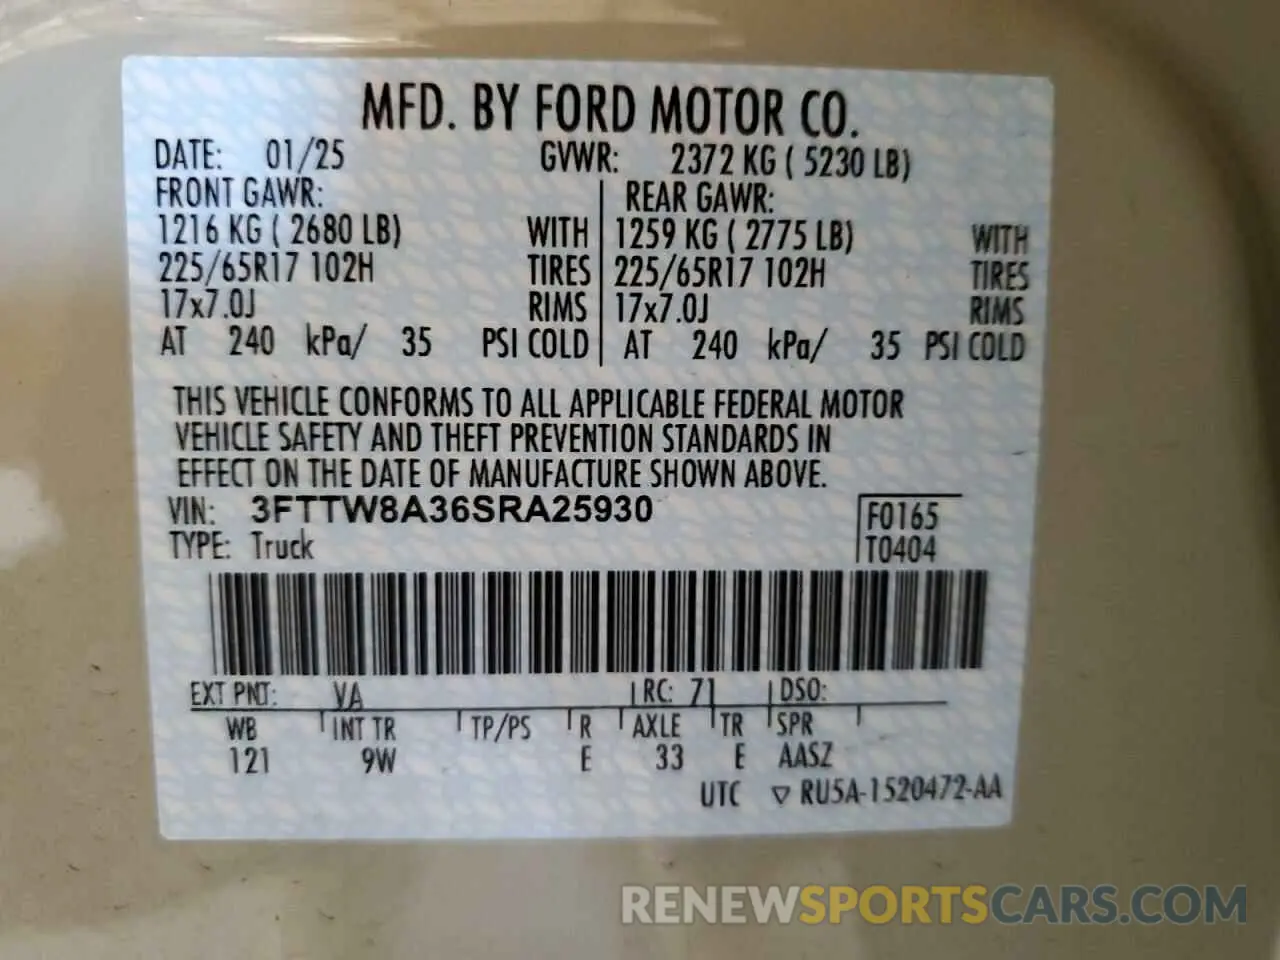 MFD. BY FORD MOTOR CO.
DATE: 01/25 GVWR: 2372 KG ( 5230 LB)
FRONT GAWR: REAR GAWR:
1216 KG ( 2680 LB) WITH 1259 KG ( 2775 LB) WITH
225/65R17 102H TIRES 225/65R17 102H TIRES
17x7.0J RIMS 17x7.0J RIMS
AT 240 kPa/ 35 PSI COLD AT 240 kPa/ 35 PSI COLD
THIS VEHICLE CONFORMS TO ALL APPLICABLE FEDERAL MOTOR
VEHICLE SAFETY AND THEFT PREVENTION STANDARDS IN
EFFECT ON THE DATE OF MANUFACTURE SHOWN ABOVE.
VIN: 3FTTW8A36SRA25930 F0165
TYPE: Truck T0404
EXT PNT: VA RC: 71 DSO:
WB INT TR TP/PS R AXLE TR SPR
121 9W E 33 E AASZ
UTC ▽ RU5A-1520472-AA
RENEWSPORTSCARS.COM